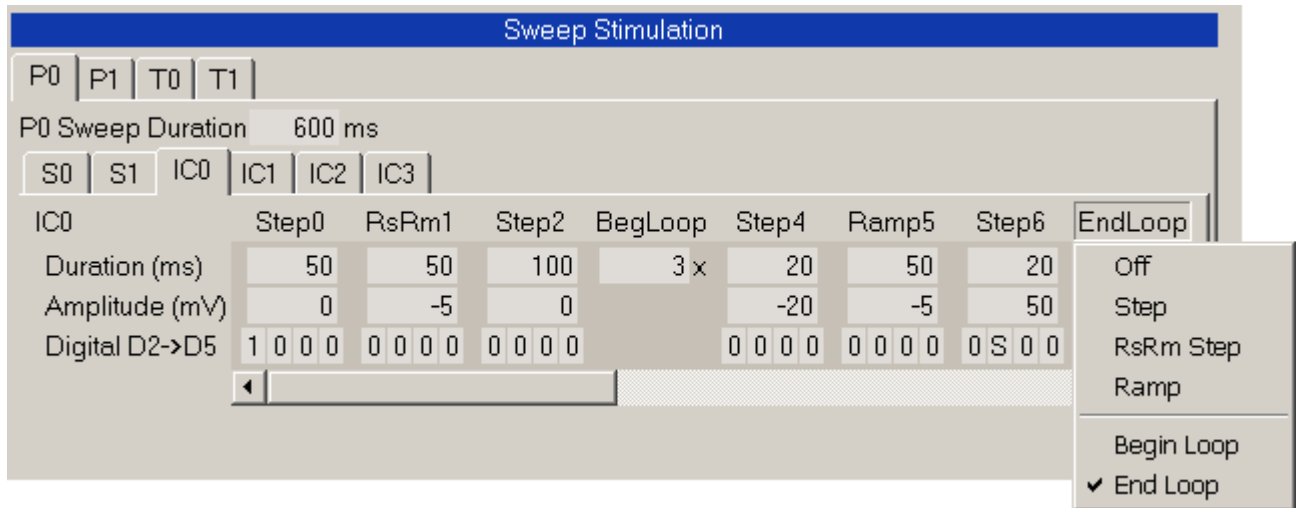 Sweep Stimulation
P0 P1 T0 T1
P0 Sweep Duration 600 ms
S0 S1 IC0 IC1 IC2 IC3
IC0 Step0 RsRm1 Step2 BegLoop Step4 Ramp5 Step6 EndLoop
Duration (ms) 50 50 100 3 x 20 50 20
Amplitude (mV) 0 -5 0 -20 -5 50
Digital D2->D5 1 0 0 0 0 0 0 0 0 0 0 0 0 0 0 0 0 0 0 0 0 S 0 0
Off
Step
RsRm Step
Ramp
Begin Loop
✔ End Loop